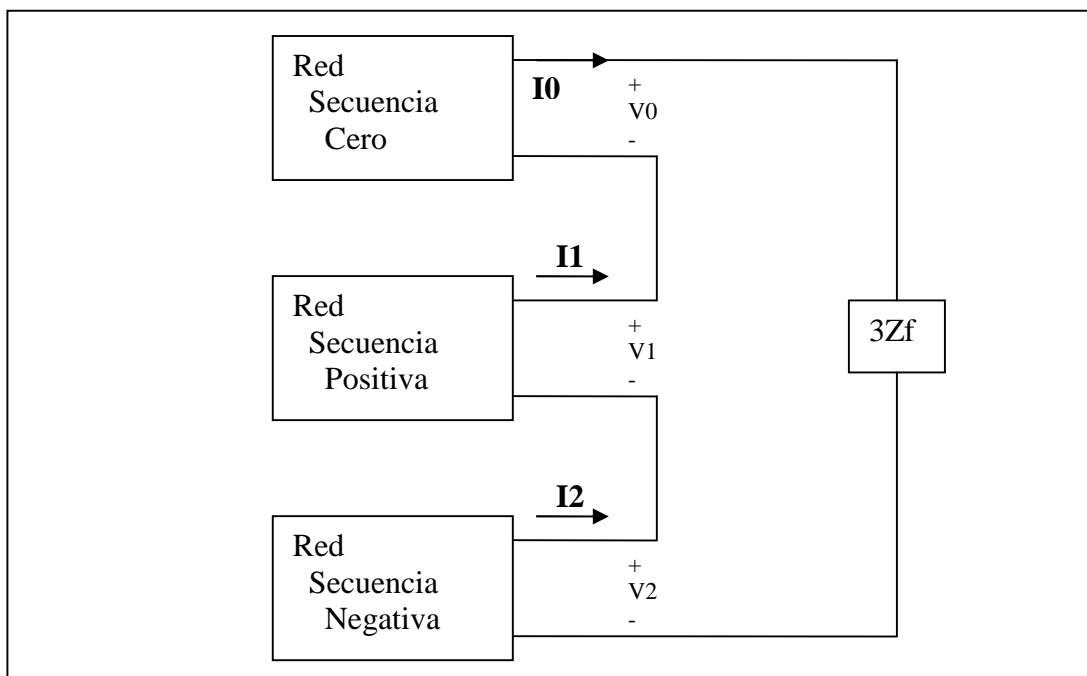 Red
Secuencia
Cero
I0
+
V0
-
I1
Red
Secuencia
Positiva
+
V1
-
3Zf
I2
Red
Secuencia
Negativa
+
V2
-